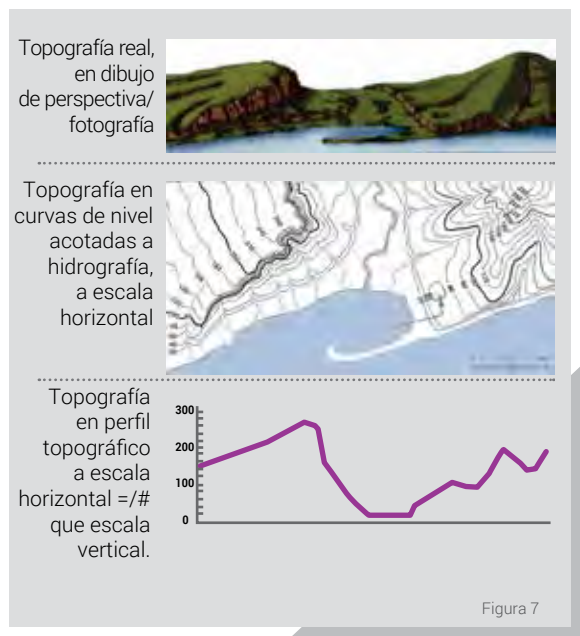 Topografía real,
en dibujo
de perspectiva/
fotografía
Topografía en
curvas de nivel
acotadas a
hidrografía,
a escala
horizontal
Topografía
en perfil
topográfico
a escala
horizontal =/#
que escala
vertical.
300
200
100
0
Figura 7